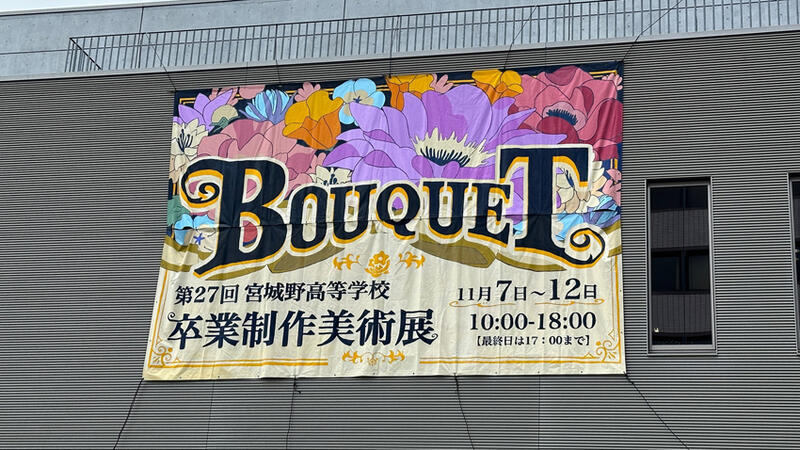 BOUQUET
第27回 宮城野高等学校
卒業制作美術展
11月7日～12日
10:00-18:00
【最終日は17：00まで】